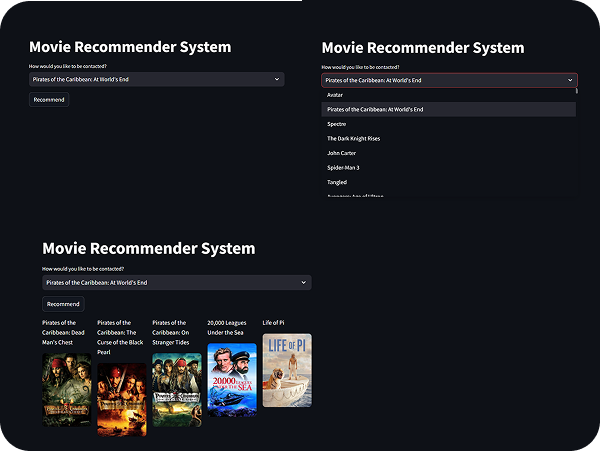 Movie Recommender System
How would you like to be contacted?
Pirates of the Caribbean: At World's End
Recommend
Movie Recommender System
How would you like to be contacted?
Pirates of the Caribbean: At World's End
Avatar
Pirates of the Caribbean: At World's End
Spectre
The Dark Knight Rises
John Carter
Spider-Man 3
Tangled
Movie Recommender System
How would you like to be contacted?
Pirates of the Caribbean: At World's End
Recommend
Pirates of the
Caribbean: Dead
Man's Chest
Pirates of the
Caribbean: The
Curse of the Black
Pearl
Pirates of the
Caribbean: On
Stranger Tides
20,000 Leagues
Under the Sea
Life of Pi
20,000 LEAGUES
UNDER THE SEA
LIFE OF PI